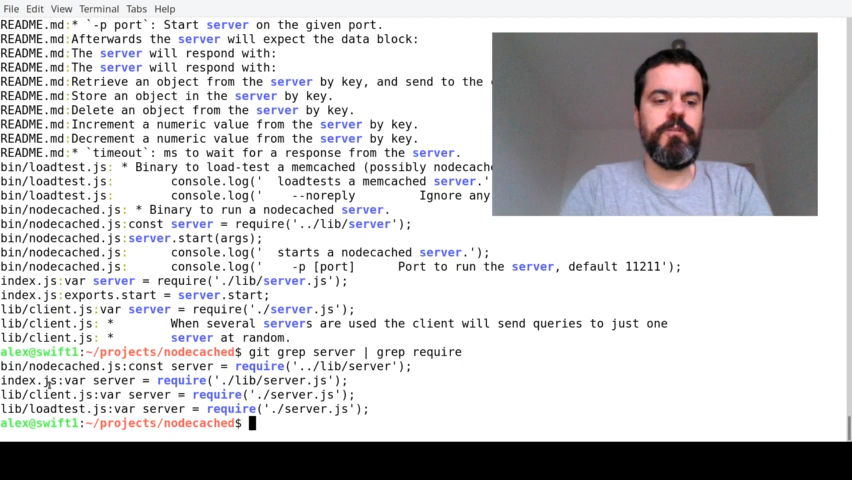 File Edit View Terminal Tabs Help
README.md:* `-p port`: Start server on the given port.
README.md:Afterwards the server will expect the data block:
README.md:The server will respond with:
README.md:The server will respond with:
README.md:Retrieve an object from the server by key, and send to the
README.md:Store an object in the server by key.
README.md:Delete an object from the server by key.
README.md:Increment a numeric value from the server by key.
README.md:Decrement a numeric value from the server by key.
README.md:* `timeout`: ms to wait for a response from the server.
bin/loadtest.js: * Binary to load-test a memcached (possibly nodecache
bin/loadtest.js:        console.log('  loadtests a memcached server.'
bin/loadtest.js:        console.log('    --noreply        Ignore any
bin/nodecached.js: * Binary to run a nodecached server.
bin/nodecached.js:const server = require('../lib/server');
bin/nodecached.js:server.start(args);
bin/nodecached.js:      console.log('  starts a nodecached server.');
bin/nodecached.js:      console.log('    -p [port]      Port to run the server, default 11211');
index.js:var server = require('./lib/server.js');
index.js:exports.start = server.start;
lib/client.js:var server = require('./server.js');
lib/client.js: *        When several servers are used the client will send queries to just one
lib/client.js: *        server at random.
alex@swift1:~/projects/nodecached$ git grep server | grep require
bin/nodecached.js:const server = require('../lib/server');
index.js:var server = require('./lib/server.js');
lib/client.js:var server = require('./server.js');
lib/loadtest.js:var server = require('./server.js');
alex@swift1:~/projects/nodecached$